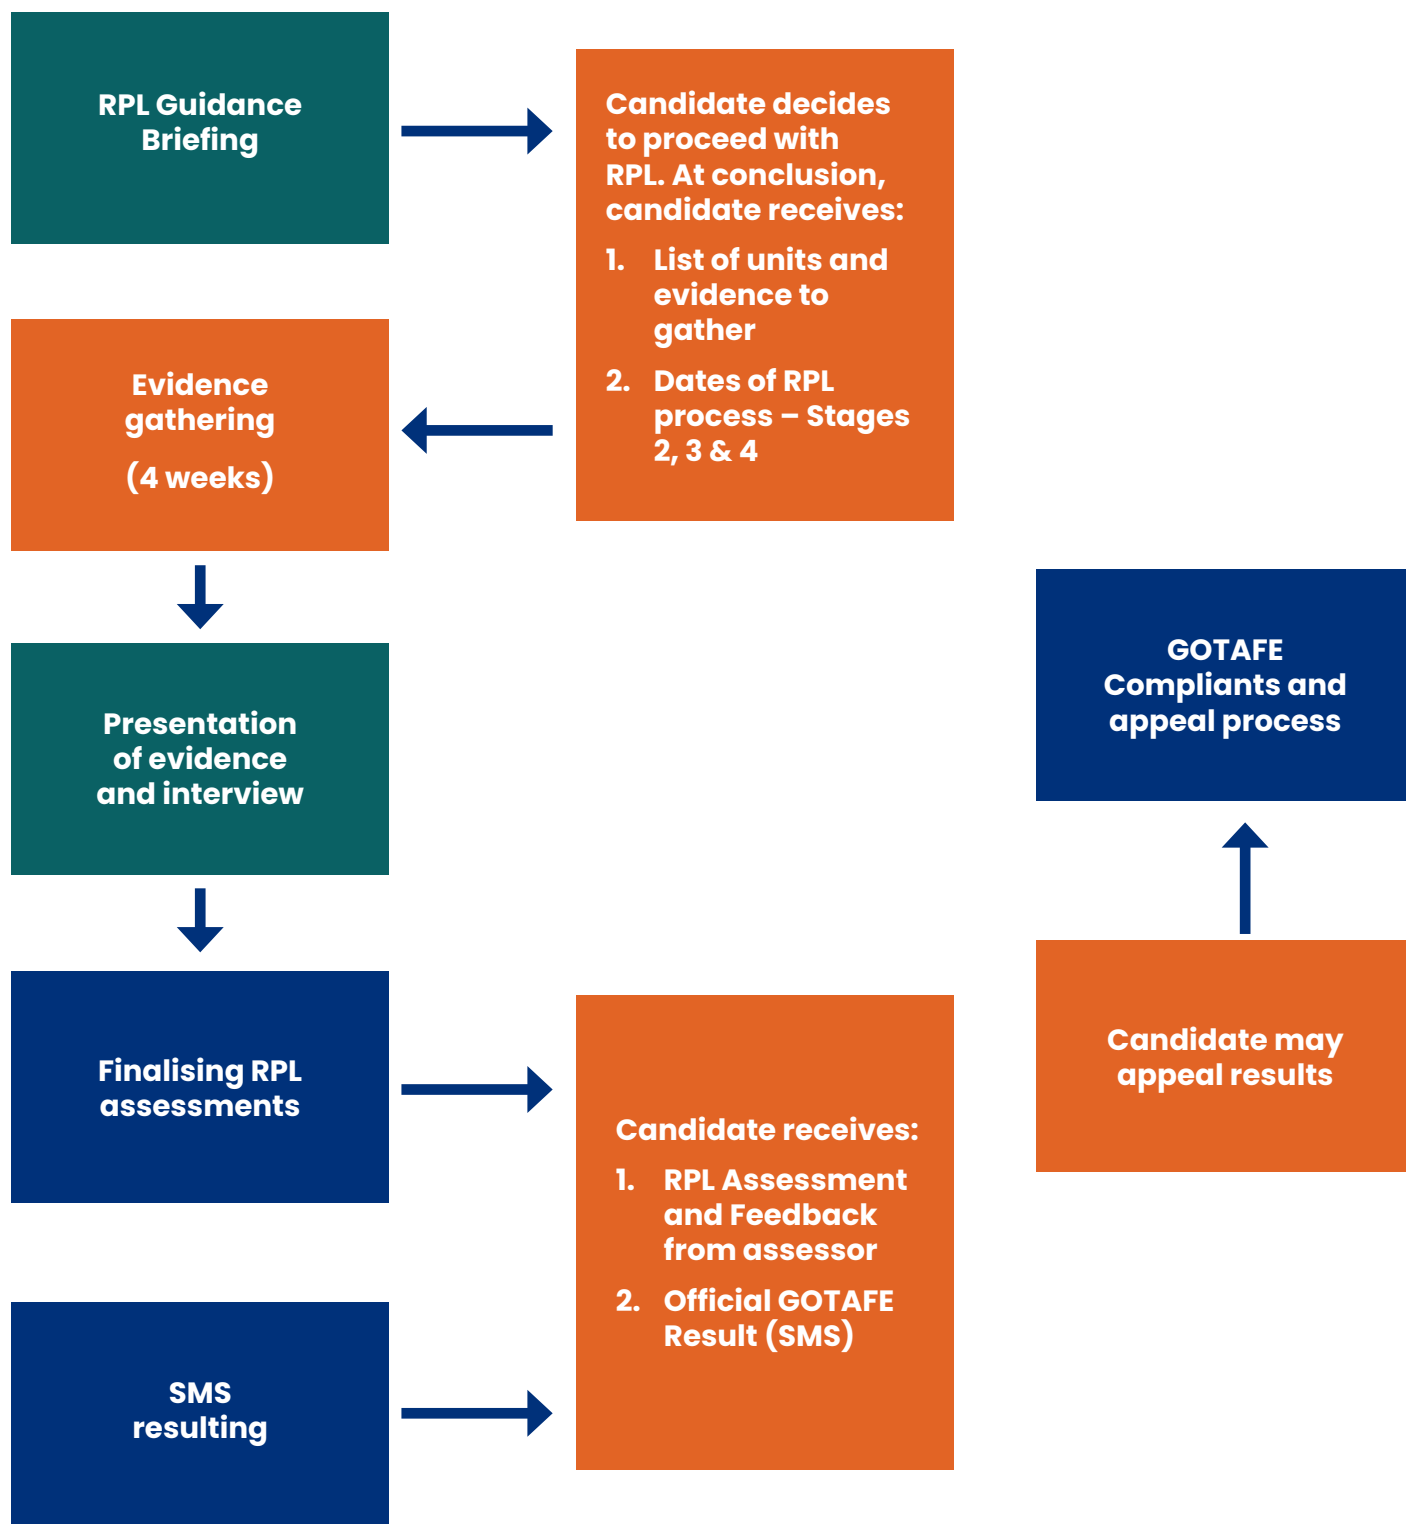 RPL Guidance
Briefing
Candidate decides
to proceed with
RPL. At conclusion,
candidate receives:
1. List of units and
evidence to
gather
2. Dates of RPL
process – Stages
2, 3 & 4
Evidence
gathering
(4 weeks)
Presentation
of evidence
and interview
Finalising RPL
assessments
SMS
resulting
Candidate receives:
1. RPL Assessment
and Feedback
from assessor
2. Official GOTAFE
Result (SMS)
Candidate may
appeal results
GOTAFE
Compliants and
appeal process